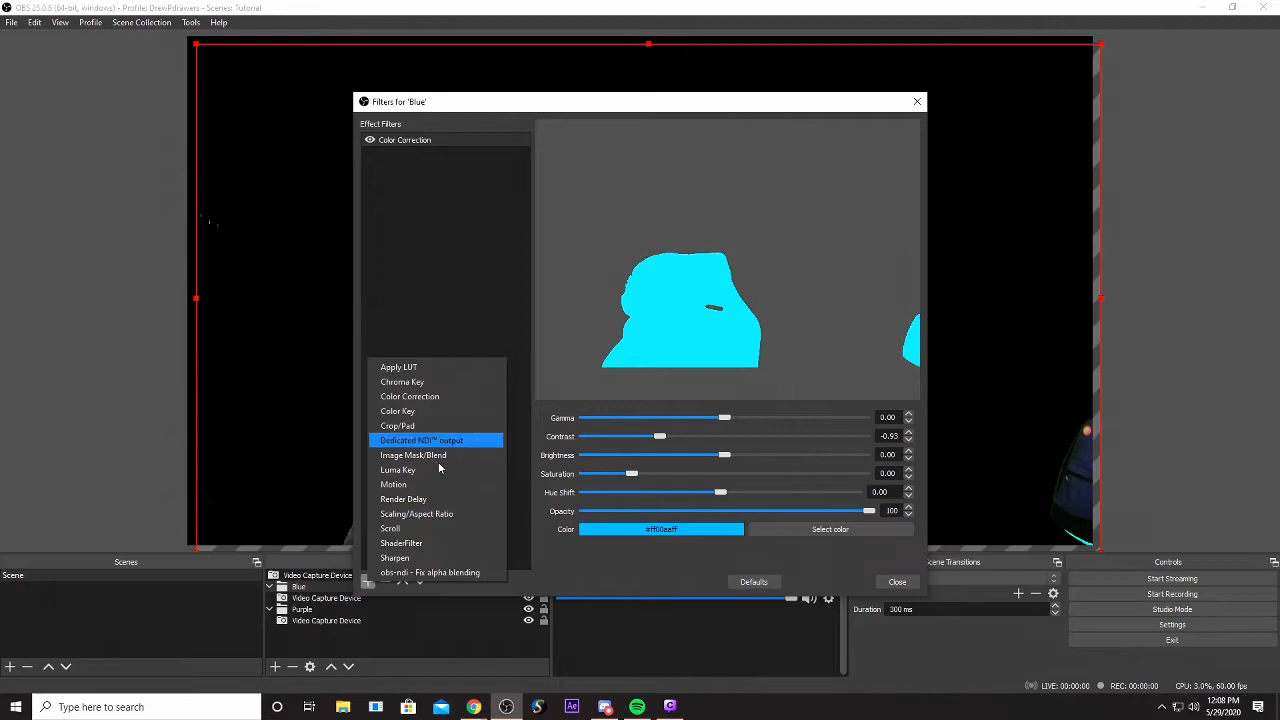 OBS 25.0.8 (64-bit, windows) - Profile: DrewPdrawers - Scenes: Tutorial
File Edit View Profile Scene Collection Tools Help
Filters for 'Blue'
Effect Filters
Color Correction
Apply LUT
Chroma Key
Color Correction
Color Key
Crop/Pad
Dedicated NDI™ output
Image Mask/Blend
Luma Key
Motion
Render Delay
Scaling/Aspect Ratio
Scroll
ShaderFilter
Sharpen
obs-ndi - Fix alpha blending
Gamma 0.00
Contrast -0.93
Brightness 0.00
Saturation 0.00
Hue Shift 0.00
Opacity 100
Color #ff00aaff Select color
Defaults Close
Scenes
Scene
Video Capture Device
Blue
Video Capture Device
Purple
Video Capture Device
Scene Transitions
Duration 300 ms
Controls
Start Streaming
Start Recording
Studio Mode
Settings
Exit
LIVE: 00:00:00 REC: 00:00:00 CPU: 3.0%, 60.00 fps
Type here to search
12:08 PM
5/29/2020